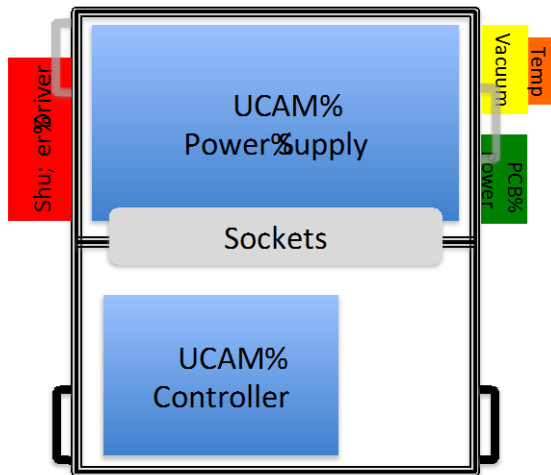 UCAM%
Power%Supply
Vacuum
Temp
Shu; er%Driver
PCB%
Power
Sockets
UCAM%
Controller